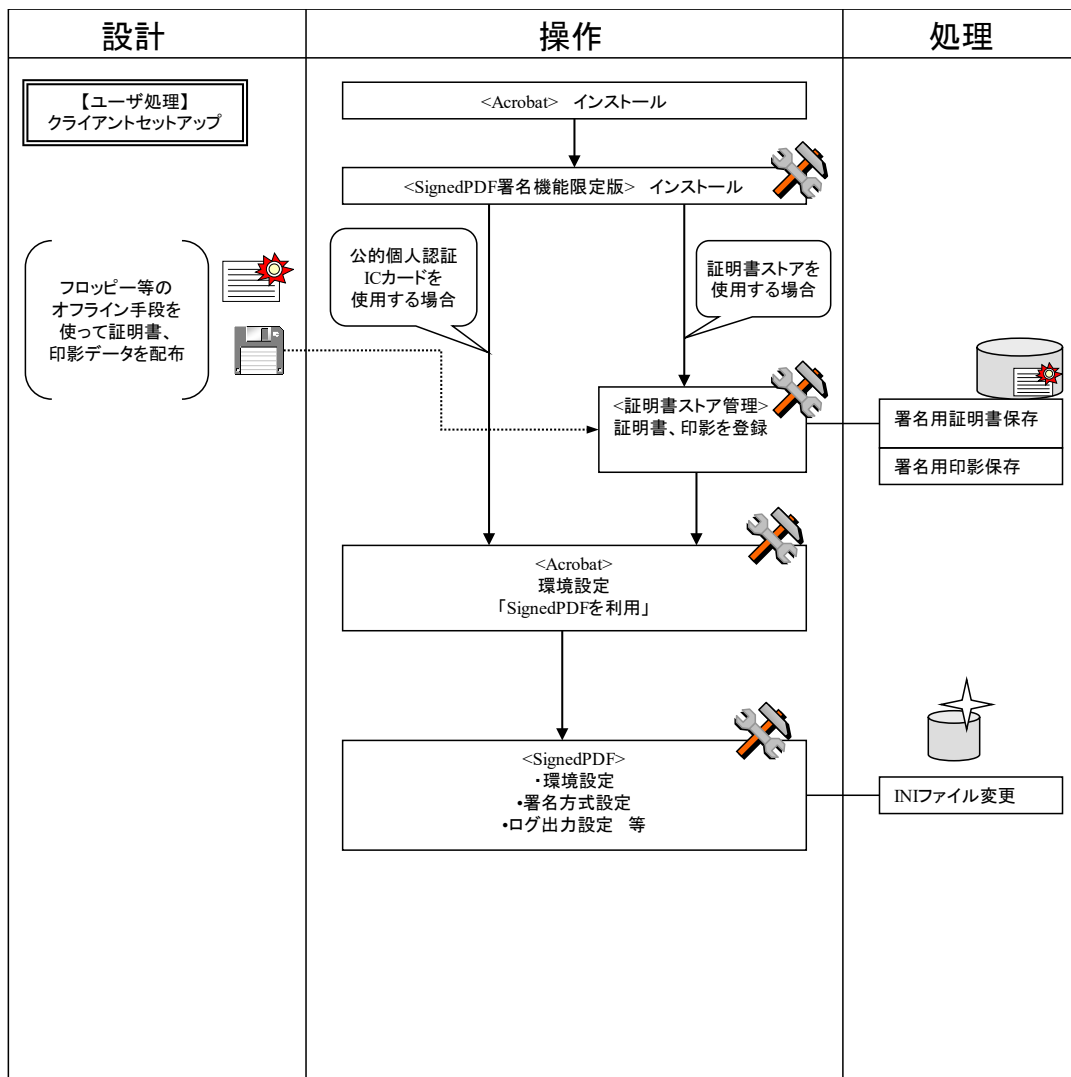 設計
操作
処理
【ユーザ処理】
クライアントセットアップ
<Acrobat>　インストール
<SignedPDF署名機能限定版>　インストール
公的個人認証
ICカードを
使用する場合
証明書ストアを
使用する場合
フロッピー等の
オフライン手段を
使って証明書、
印影データを配布
<証明書ストア管理>
証明書、印影を登録
署名用証明書保存
署名用印影保存
<Acrobat>
環境設定
「SignedPDFを利用」
<SignedPDF>
・環境設定
•署名方式設定
•ログ出力設定　等
INIファイル変更